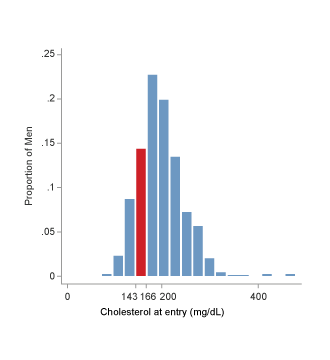 .25
.2
.15
.1
.05
0
Proportion of Men
0 143 166 200 400
Cholesterol at entry (mg/dL)